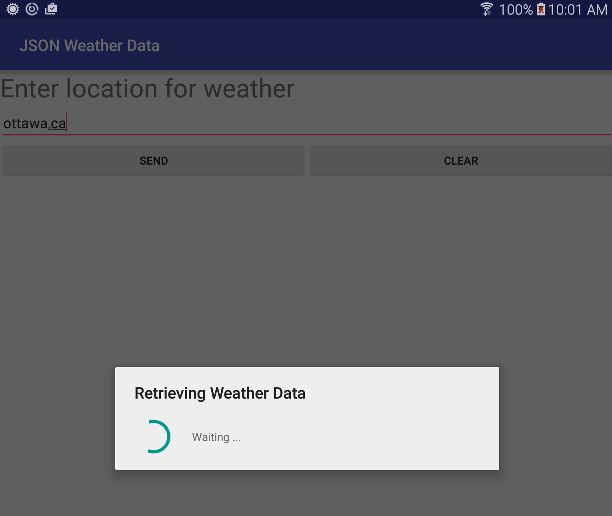 100% 10:01 AM
JSON Weather Data
Enter location for weather
ottawa,ca
SEND CLEAR
Retrieving Weather Data
Waiting ...